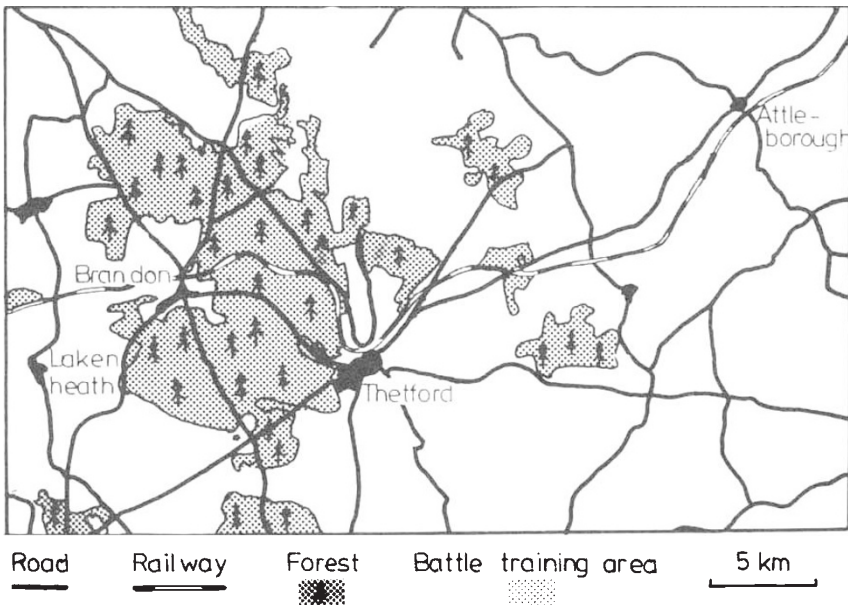 Attle-
borough
Brandon
Laken
heath
Thetford
Road Railway Forest Battle training area 5 km